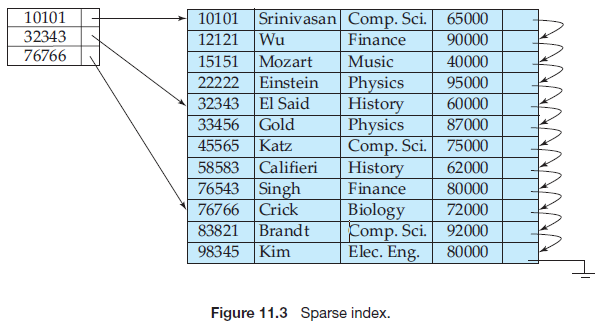 10101
32343
76766
10101 Srinivasan Comp. Sci. 65000
12121 Wu Finance 90000
15151 Mozart Music 40000
22222 Einstein Physics 95000
32343 El Said History 60000
33456 Gold Physics 87000
45565 Katz Comp. Sci. 75000
58583 Califieri History 62000
76543 Singh Finance 80000
76766 Crick Biology 72000
83821 Brandt Comp. Sci. 92000
98345 Kim Elec. Eng. 80000
Figure 11.3 Sparse index.